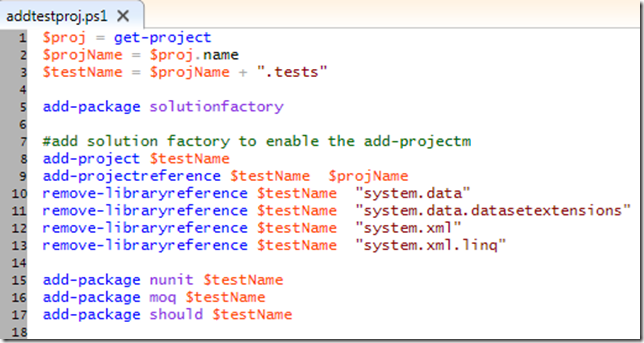 addtestproj.ps1 X
1 $proj = get-project
2 $projName = $proj.name
3 $testName = $projName + ".tests"
4
5 add-package solutionfactory
6
7 #add solution factory to enable the add-projectm
8 add-project $testName
9 add-projectreference $testName  $projName
10 remove-libraryreference $testName  "system.data"
11 remove-libraryreference $testName  "system.data.datasetextensions"
12 remove-libraryreference $testName  "system.xml"
13 remove-libraryreference $testName  "system.xml.linq"
14
15 add-package nunit $testName
16 add-package moq $testName
17 add-package should $testName
18